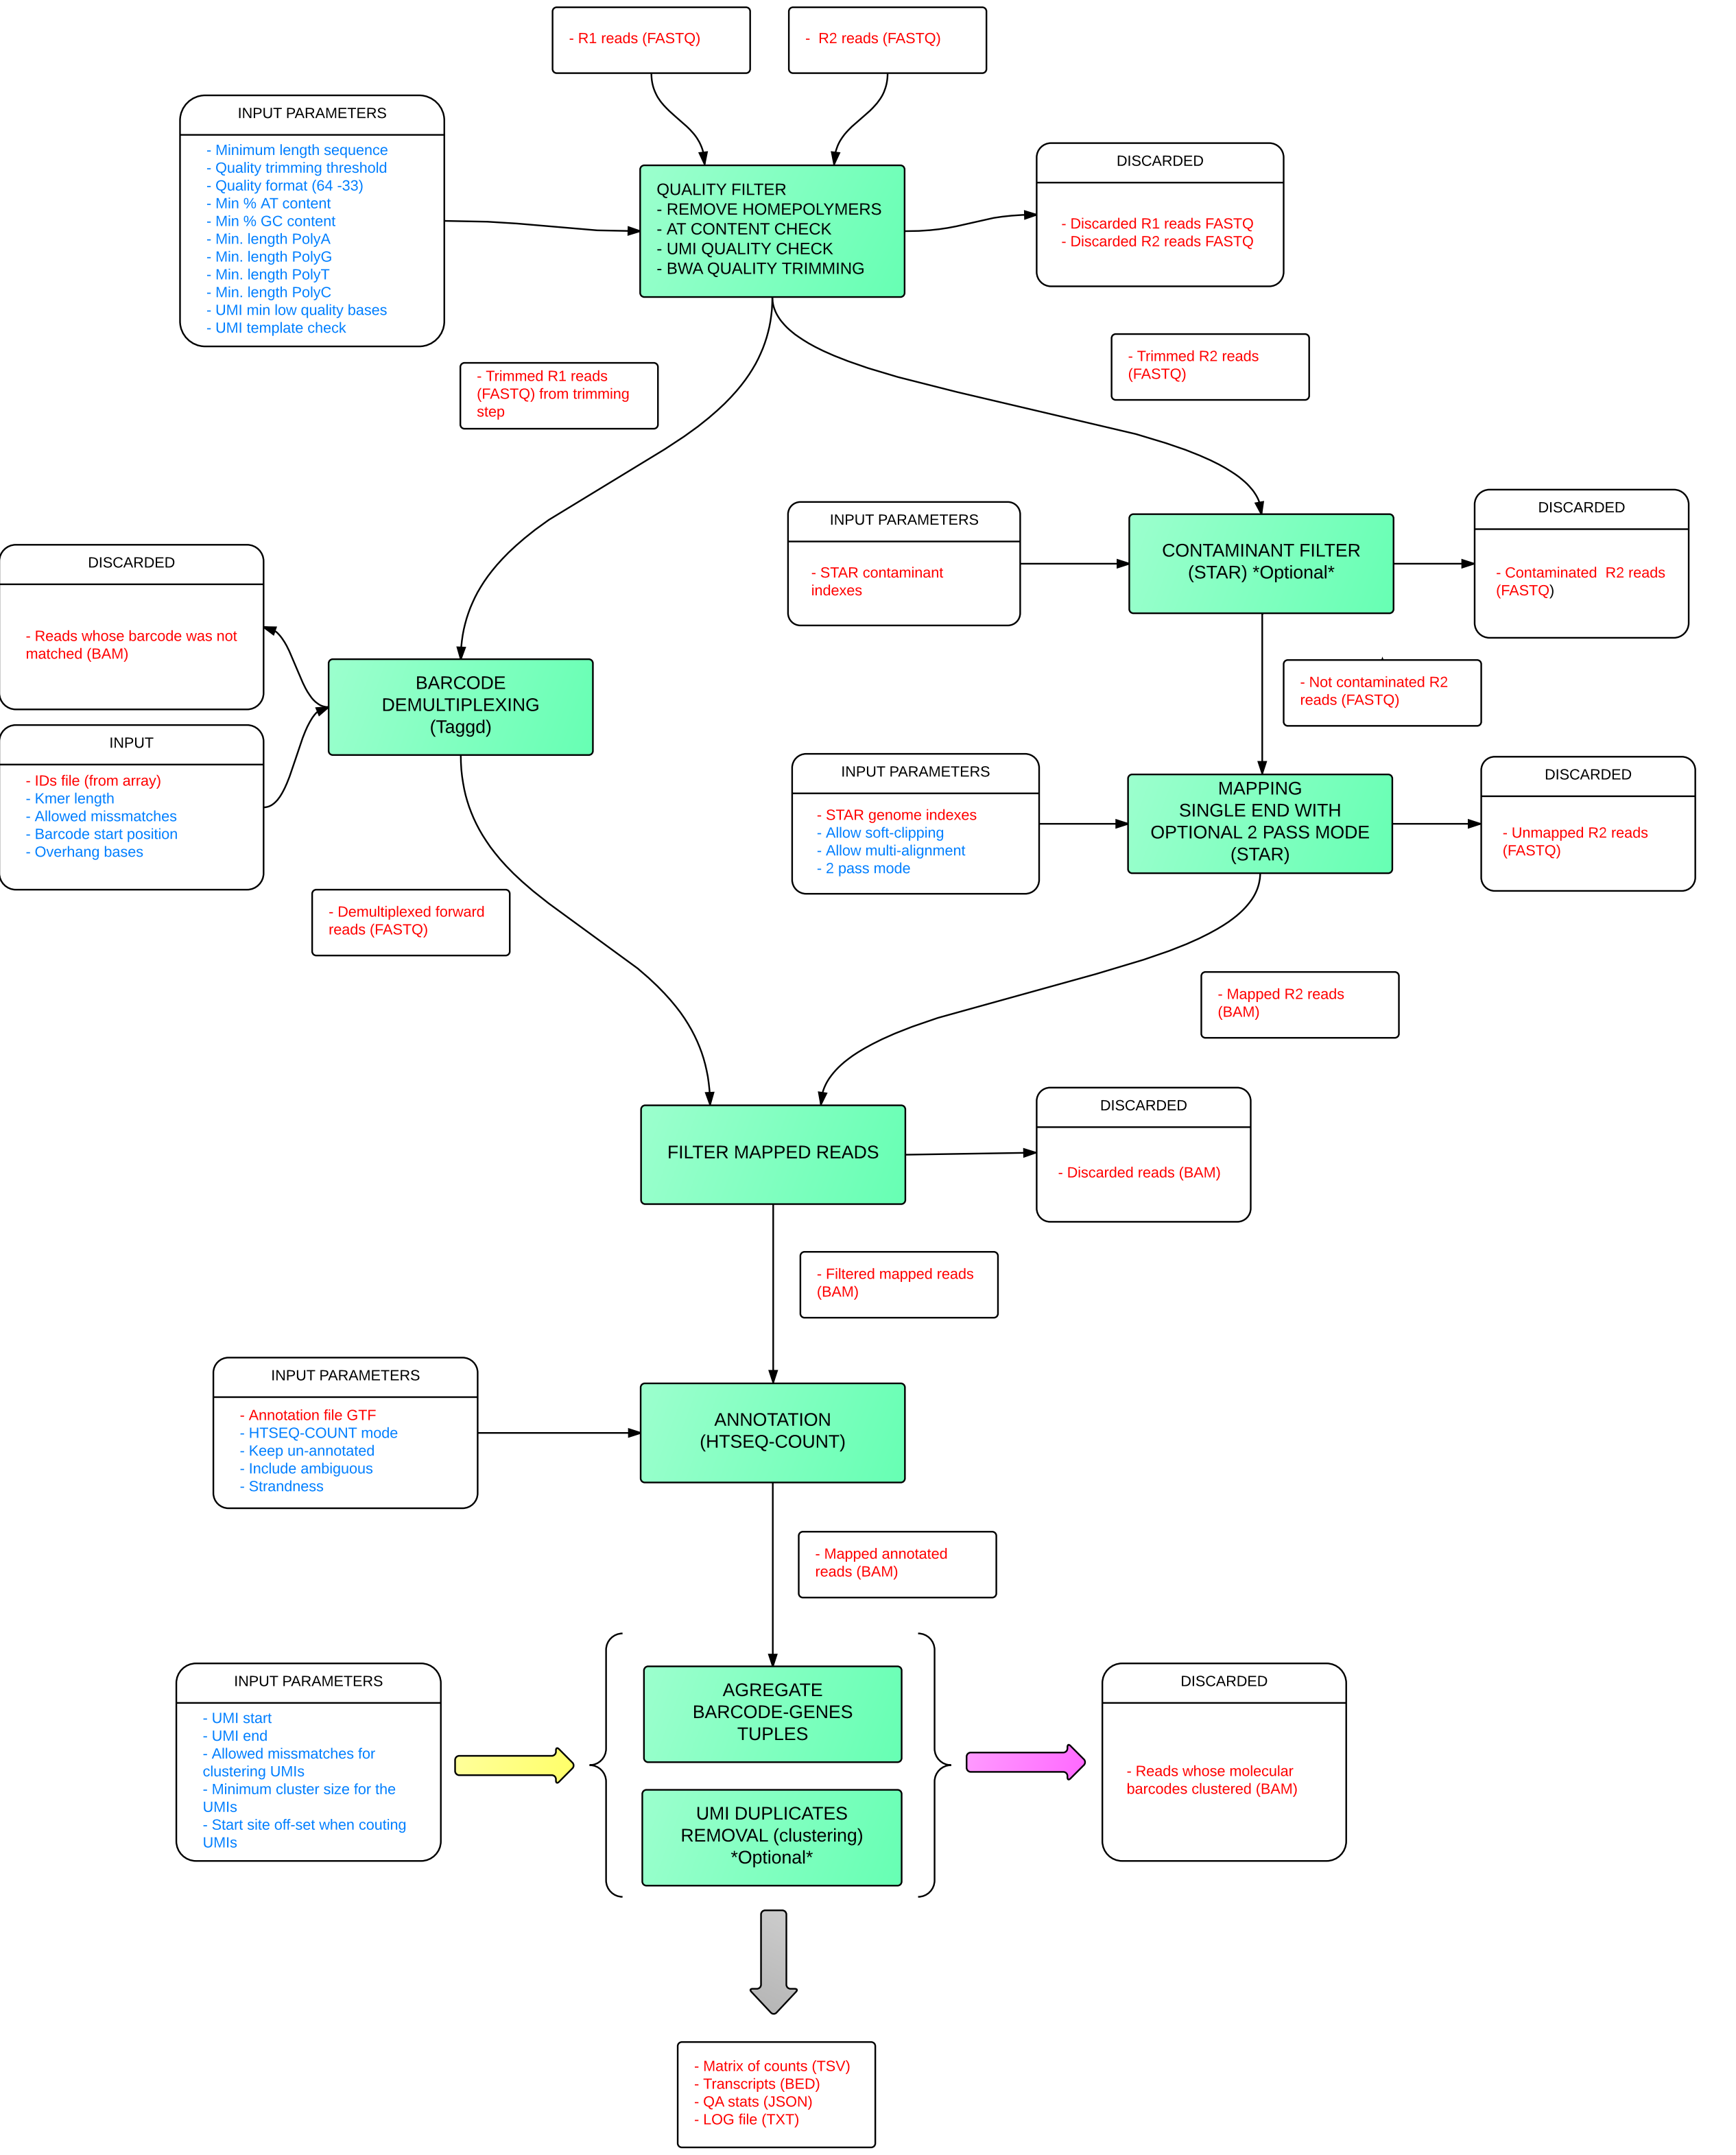 - R1 reads (FASTQ)
-  R2 reads (FASTQ)
INPUT PARAMETERS
- Minimum length sequence
- Quality trimming threshold
- Quality format (64 -33)
- Min % AT content
- Min % GC content
- Min. length PolyA
- Min. length PolyG
- Min. length PolyT
- Min. length PolyC
- UMI min low quality bases
- UMI template check
QUALITY FILTER
- REMOVE HOMEPOLYMERS
- AT CONTENT CHECK
- UMI QUALITY CHECK
- BWA QUALITY TRIMMING
DISCARDED
- Discarded R1 reads FASTQ
- Discarded R2 reads FASTQ
- Trimmed R1 reads
(FASTQ) from trimming
step
- Trimmed R2 reads
(FASTQ)
INPUT PARAMETERS
- STAR contaminant
indexes
CONTAMINANT FILTER
(STAR) *Optional*
DISCARDED
- Contaminated  R2 reads
(FASTQ)
DISCARDED
- Reads whose barcode was not
matched (BAM)
BARCODE
DEMULTIPLEXING
(Taggd)
- Not contaminated R2
reads (FASTQ)
INPUT
- IDs file (from array)
- Kmer length
- Allowed missmatches
- Barcode start position
- Overhang bases
INPUT PARAMETERS
- STAR genome indexes
- Allow soft-clipping
- Allow multi-alignment
- 2 pass mode
MAPPING
SINGLE END WITH
OPTIONAL 2 PASS MODE
(STAR)
DISCARDED
- Unmapped R2 reads
(FASTQ)
- Demultiplexed forward
reads (FASTQ)
- Mapped R2 reads
(BAM)
FILTER MAPPED READS
DISCARDED
- Discarded reads (BAM)
- Filtered mapped reads
(BAM)
INPUT PARAMETERS
- Annotation file GTF
- HTSEQ-COUNT mode
- Keep un-annotated
- Include ambiguous
- Strandness
ANNOTATION
(HTSEQ-COUNT)
- Mapped annotated
reads (BAM)
INPUT PARAMETERS
- UMI start
- UMI end
- Allowed missmatches for
clustering UMIs
- Minimum cluster size for the
UMIs
- Start site off-set when couting
UMIs
AGREGATE
BARCODE-GENES
TUPLES
UMI DUPLICATES
REMOVAL (clustering)
*Optional*
DISCARDED
- Reads whose molecular
barcodes clustered (BAM)
- Matrix of counts (TSV)
- Transcripts (BED)
- QA stats (JSON)
- LOG file (TXT)